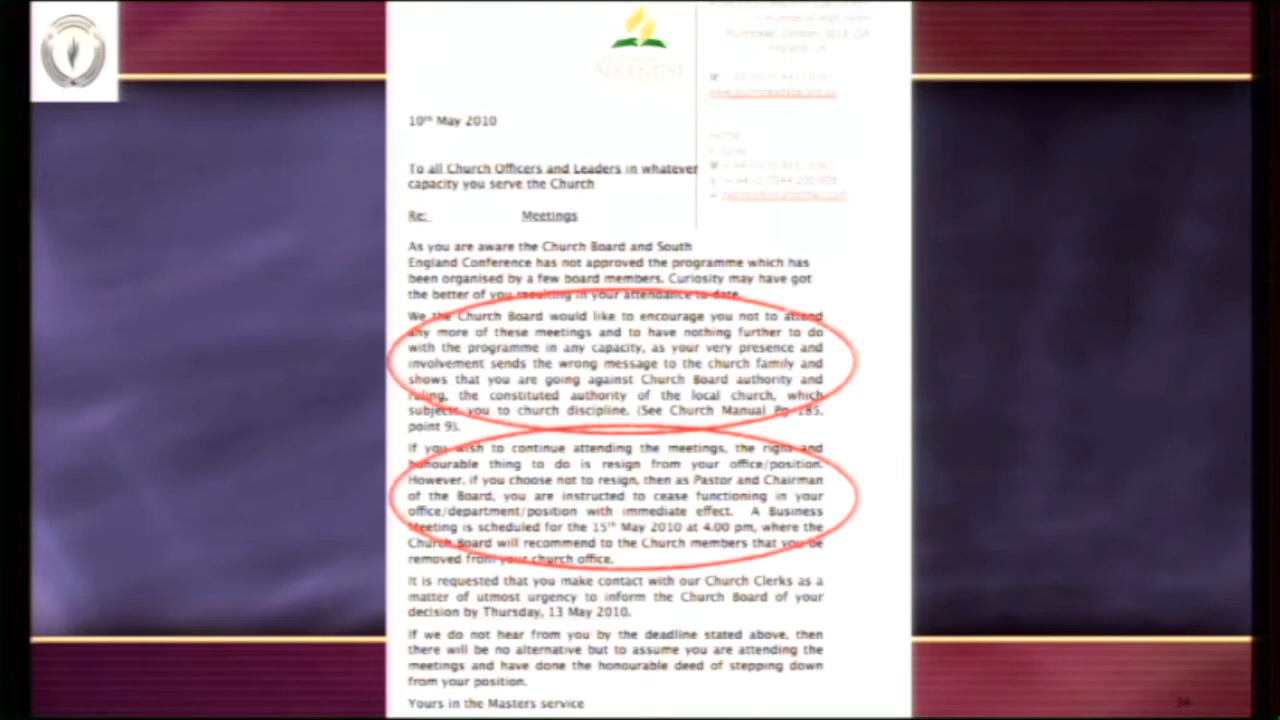 ADVENTIST
10th May 2010
To all Church Officers and Leaders in whatever
capacity you serve the Church
Re: Meetings
As you are aware the Church Board and South
England Conference has not approved the programme which has
been organised by a few board members. Curiosity may have got
the better of you resulting in your attendance to date.
We the Church Board would like to encourage you not to attend
any more of these meetings and to have nothing further to do
with the programme in any capacity, as your very presence and
involvement sends the wrong message to the church family and
shows that you are going against Church Board authority and
ruling, the constituted authority of the local church, which
subjects you to church discipline. (See Church Manual Pg 185,
point 9).
If you wish to continue attending the meetings, the right and
honourable thing to do is resign from your office/position.
However, if you choose not to resign, then as Pastor and Chairman
of the Board, you are instructed to cease functioning in your
office/department/position with immediate effect. A Business
Meeting is scheduled for the 15th May 2010 at 4.00 pm, where the
Church Board will recommend to the Church members that you be
removed from your church office.
It is requested that you make contact with our Church Clerks as a
matter of utmost urgency to inform the Church Board of your
decision by Thursday, 13 May 2010.
If we do not hear from you by the deadline stated above, then
there will be no alternative but to assume you are attending the
meetings and have done the honourable deed of stepping down
from your position.
Yours in the Masters service
34